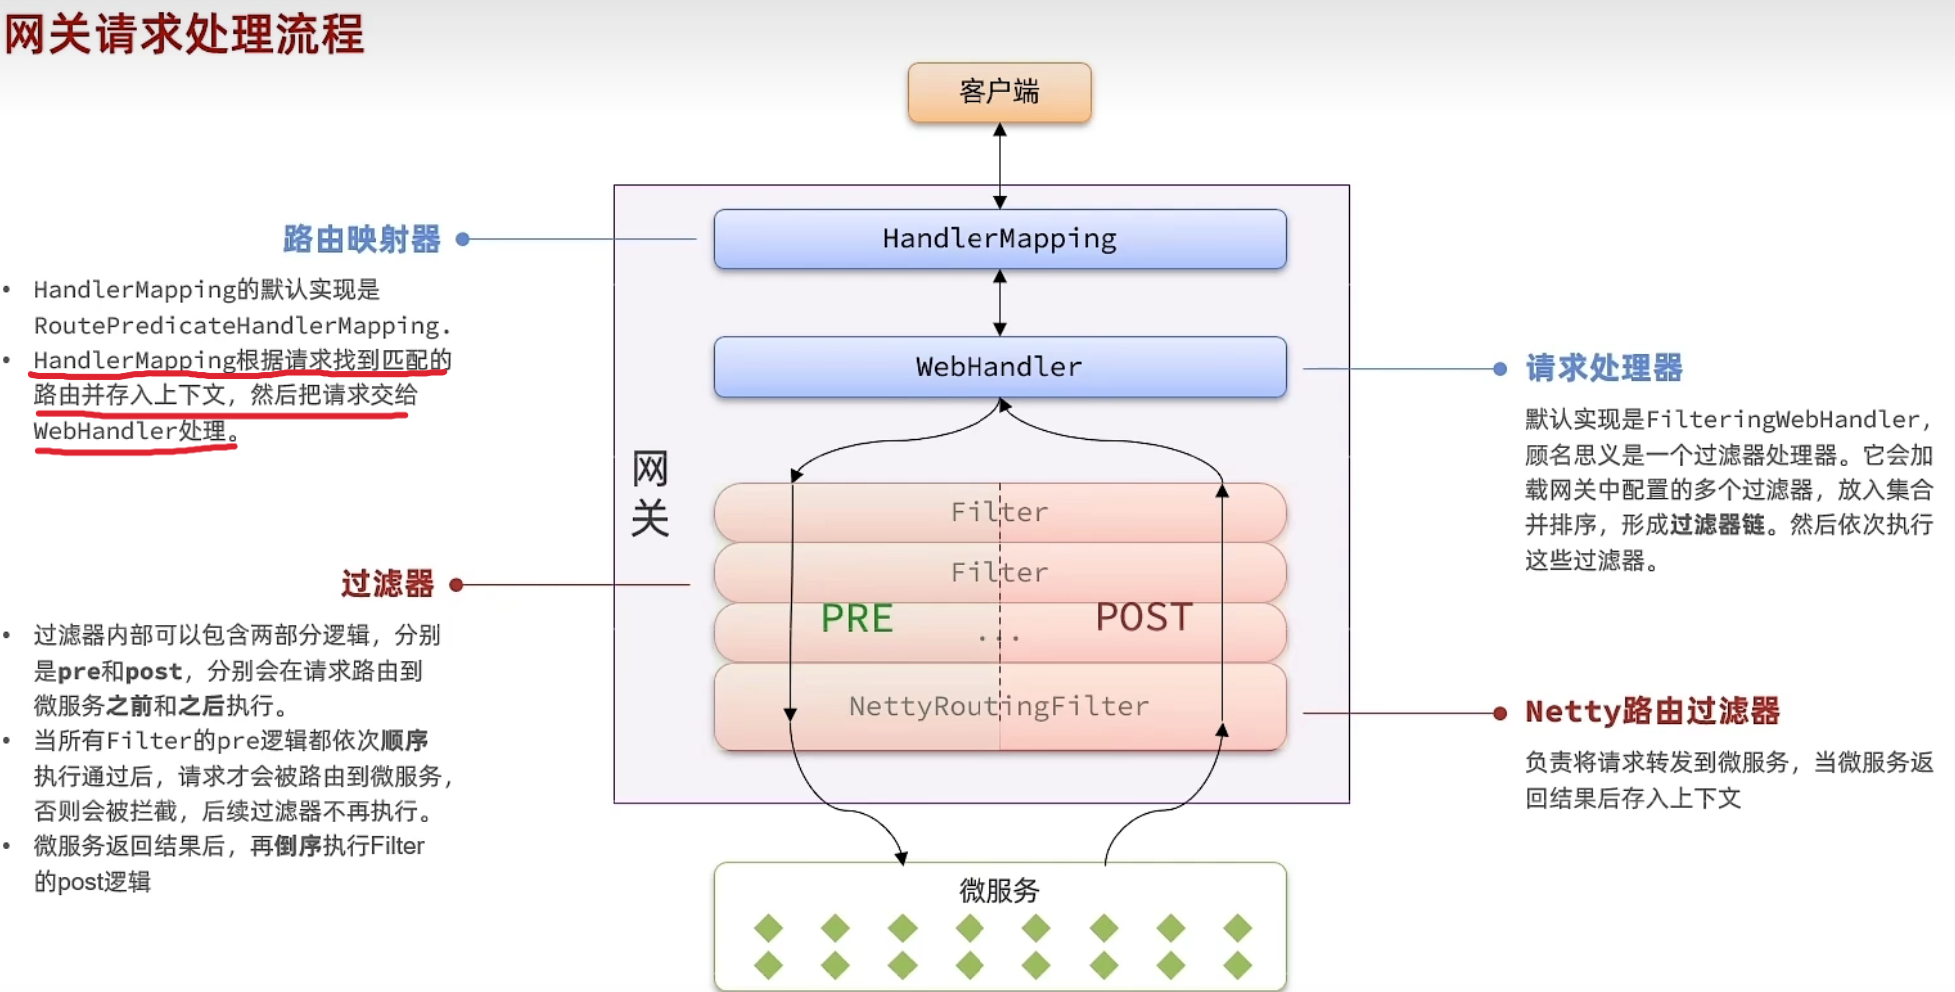 网关请求处理流程
客户端
路由映射器
• HandlerMapping的默认实现是
RoutePredicateHandlerMapping.
• HandlerMapping根据请求找到匹配的
路由并存入上下文，然后把请求交给
WebHandler处理。
过滤器
• 过滤器内部可以包含两部分逻辑，分别
是pre和post，分别会在请求路由到
微服务之前和之后执行。
• 当所有Filter的pre逻辑都依次顺序
执行通过后，请求才会被路由到微服务，
否则会被拦截，后续过滤器不再执行。
• 微服务返回结果后，再倒序执行Filter
的post逻辑
网
关
HandlerMapping
WebHandler
Filter
Filter
PRE
...
POST
NettyRoutingFilter
微服务
请求处理器
默认实现是FilteringWebHandler，
顾名思义是一个过滤器处理器。它会加
载网关中配置的多个过滤器，放入集合
并排序，形成过滤器链。然后依次执行
这些过滤器。
Netty路由过滤器
负责将请求转发到微服务，当微服务返
回结果后存入上下文